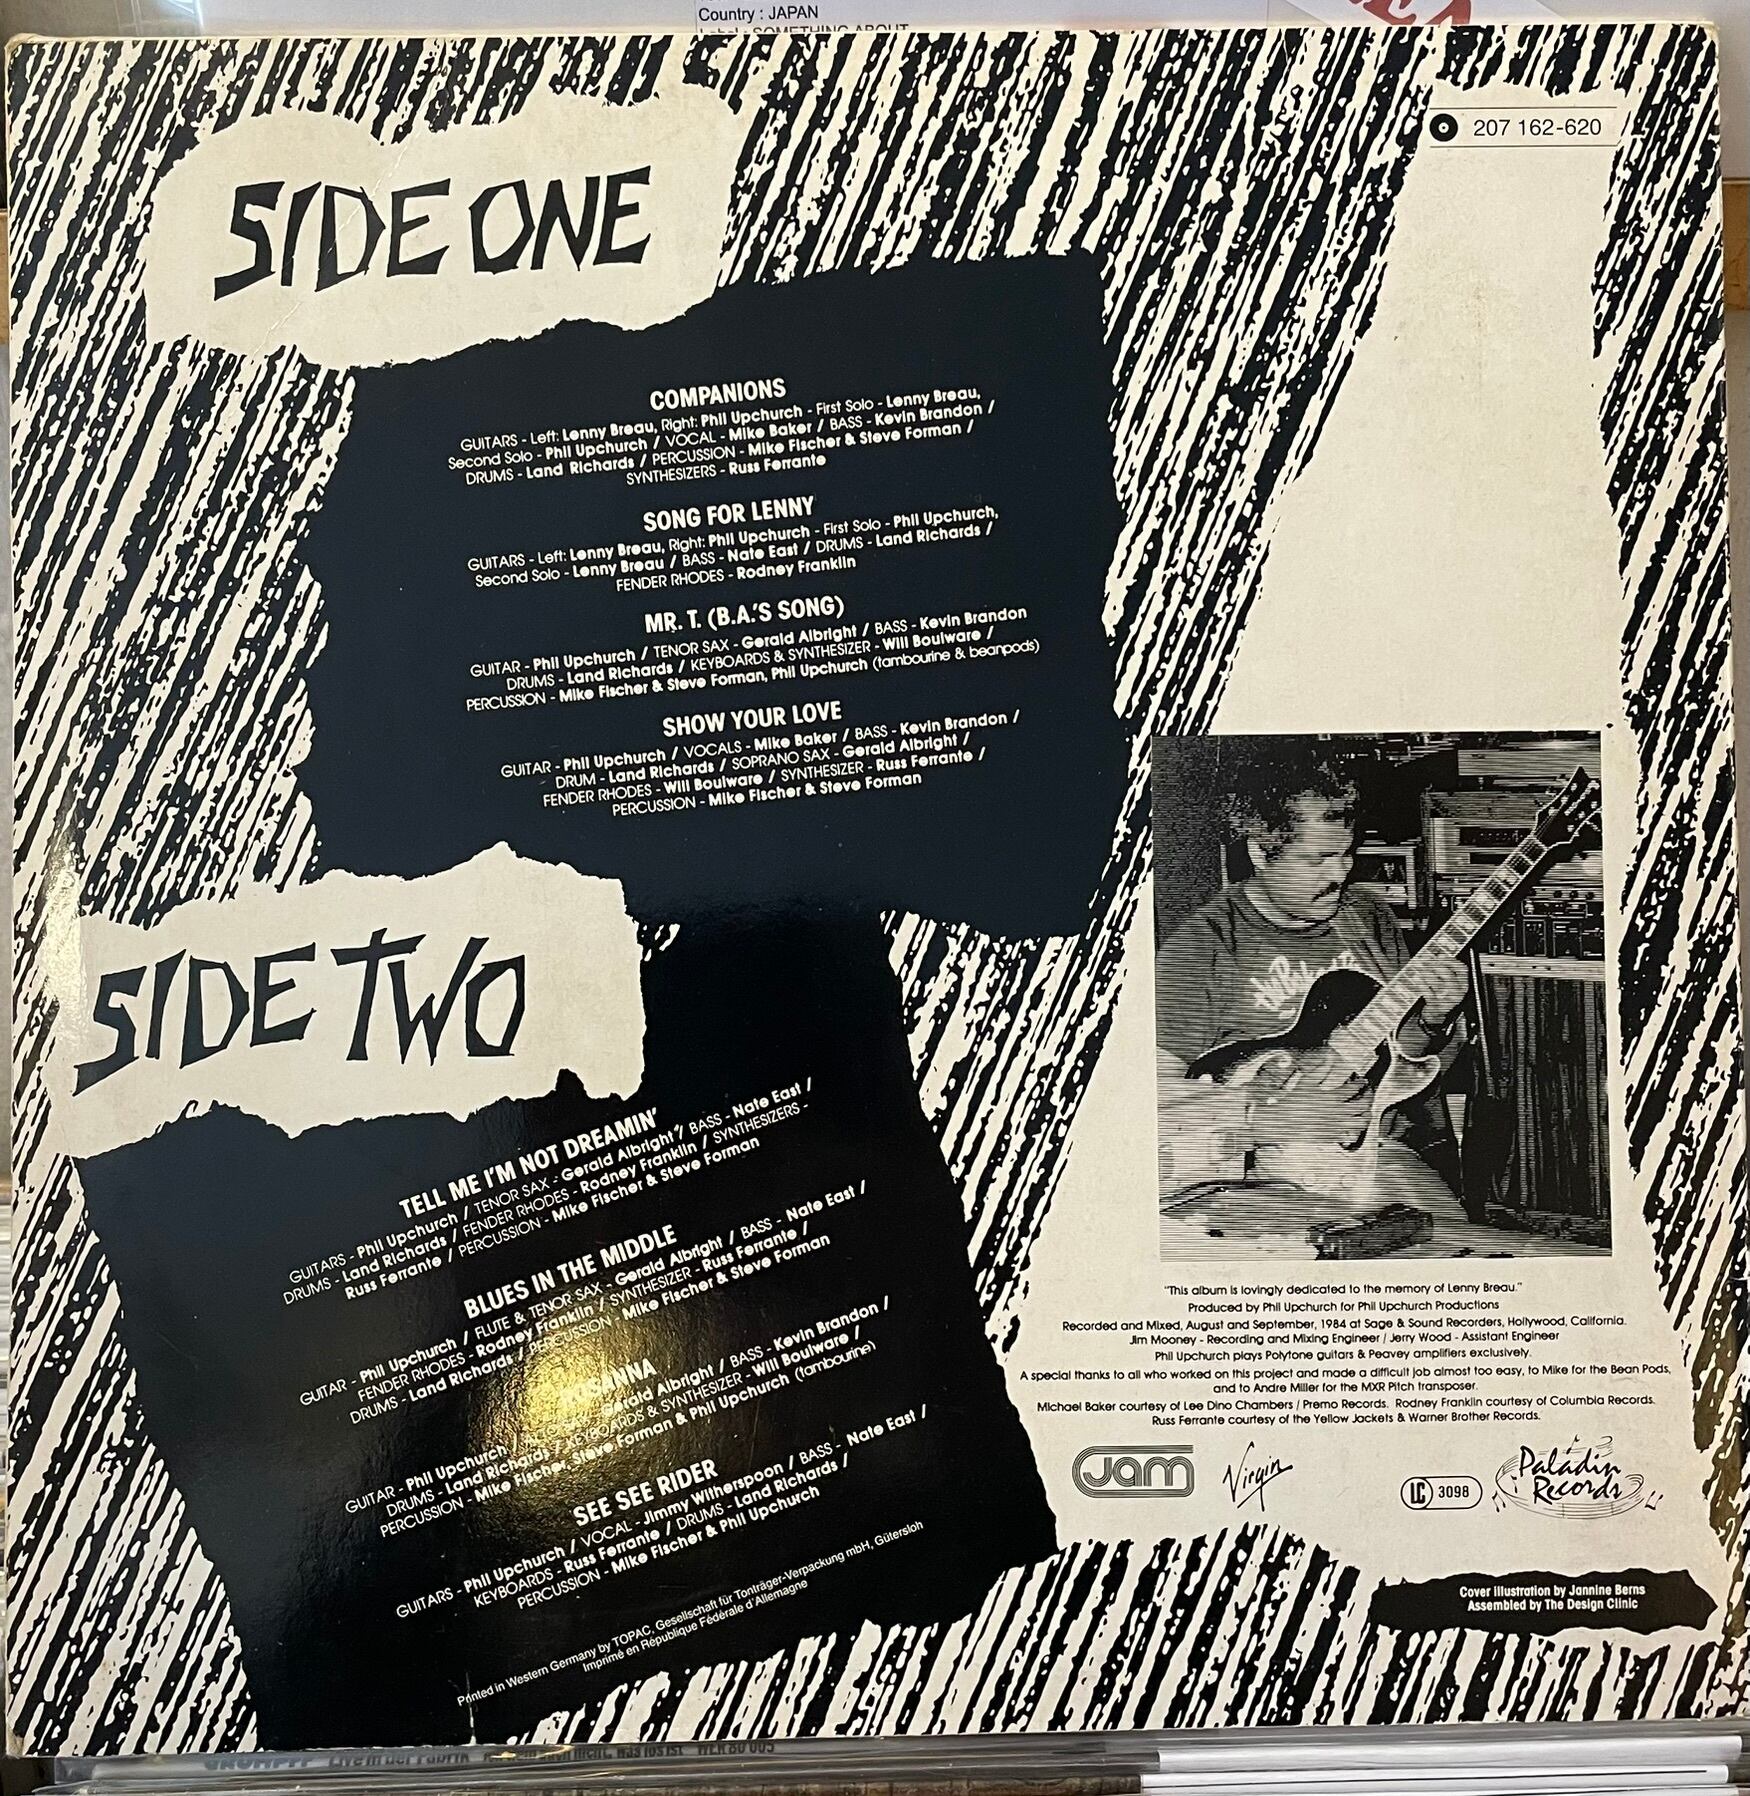 Country : JAPAN
207 162-620
SIDE ONE
COMPANIONS
GUITARS - Left: Lenny Breau, Right: Phil Upchurch - First Solo - Lenny Breau,
Second Solo - Phil Upchurch / VOCAL - Mike Baker / BASS - Kevin Brandon /
DRUMS - Land Richards / PERCUSSION - Mike Fischer & Steve Forman /
SYNTHESIZERS - Russ Ferrante
SONG FOR LENNY
GUITARS - Left: Lenny Breau, Right: Phil Upchurch - First Solo - Phil Upchurch,
Second Solo - Lenny Breau / BASS - Nate East / DRUMS - Land Richards /
FENDER RHODES - Rodney Franklin
MR. T. (B.A.'S SONG)
GUITAR - Phil Upchurch / TENOR SAX - Gerald Albright / BASS - Kevin Brandon
DRUMS - Land Richards / KEYBOARDS & SYNTHESIZER - Will Boulware /
PERCUSSION - Mike Fischer & Steve Forman, Phil Upchurch (tambourine & beanpods)
SHOW YOUR LOVE
GUITAR - Phil Upchurch / VOCALS - Mike Baker / BASS - Kevin Brandon /
DRUM - Land Richards / SOPRANO SAX - Gerald Albright /
FENDER RHODES - Will Boulware / SYNTHESIZER - Russ Ferrante /
PERCUSSION - Mike Fischer & Steve Forman
SIDE TWO
TELL ME I'M NOT DREAMIN'
GUITARS - Phil Upchurch / TENOR SAX - Gerald Albright / BASS - Nate East /
DRUMS - Land Richards / FENDER RHODES - Rodney Franklin / SYNTHESIZERS -
Russ Ferrante / PERCUSSION - Mike Fischer & Steve Forman
BLUES IN THE MIDDLE
GUITAR - Phil Upchurch / FLUTE & TENOR SAX - Gerald Albright / BASS - Nate East /
FENDER RHODES - Rodney Franklin / SYNTHESIZER - Russ Ferrante /
DRUMS - Land Richards / PERCUSSION - Mike Fischer & Steve Forman
GUITAR - Phil Upchurch / SAX - Gerald Albright / BASS - Kevin Brandon /
DRUMS - Land Richards / KEYBOARDS & SYNTHESIZER - Will Boulware /
PERCUSSION - Mike Fischer, Steve Forman & Phil Upchurch (tambourine)
SEE SEE RIDER
GUITARS - Phil Upchurch / VOCAL - Jimmy Witherspoon / BASS - Nate East /
KEYBOARDS - Russ Ferrante / DRUMS - Land Richards /
PERCUSSION - Mike Fischer & Phil Upchurch
Printed in Western Germany by TOPAC, Gesellschaft für Tonträger-Verpackung mbH, Gütersloh
Imprimé en République Fédérale d'Allemagne
"This album is lovingly dedicated to the memory of Lenny Breau."
Produced by Phil Upchurch for Phil Upchurch Productions
Recorded and Mixed, August and September, 1984 at Sage & Sound Recorders, Hollywood, California.
Jim Mooney - Recording and Mixing Engineer / Jerry Wood - Assistant Engineer
Phil Upchurch plays Polytone guitars & Peavey amplifiers exclusively.
A special thanks to all who worked on this project and made a difficult job almost too easy, to Mike for the Bean Pods,
and to Andre Miller for the MXR Pitch transposer.
Michael Baker courtesy of Lee Dino Chambers / Premo Records. Rodney Franklin courtesy of Columbia Records.
Russ Ferrante courtesy of the Yellow Jackets & Warner Brother Records.
Jam
Virgin
LC 3098
Paladin
Records
Cover illustration by Jannine Berns
Assembled by The Design Clinic